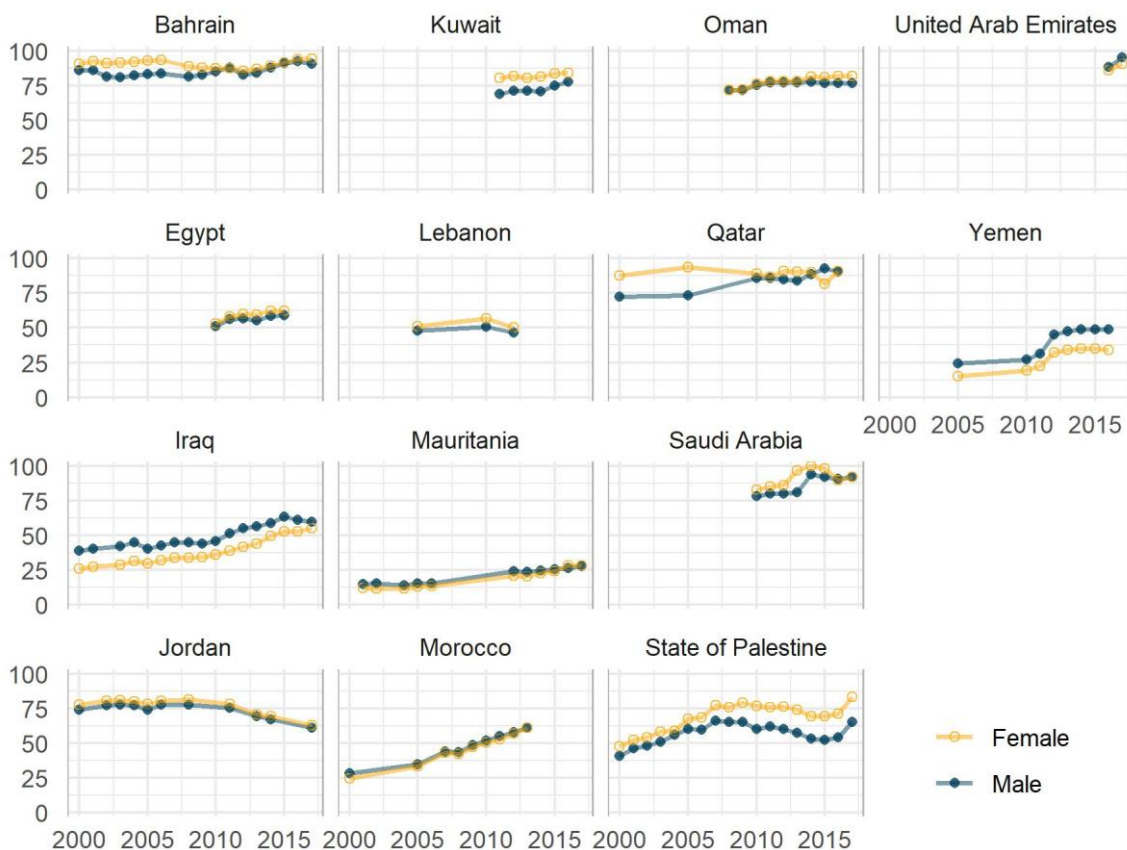 Bahrain Kuwait Oman United Arab Emirates
100
75
50
25
0
Egypt Lebanon Qatar Yemen
100
75
50
25
0
2000 2005 2010 2015
Iraq Mauritania Saudi Arabia
100
75
50
25
0
Jordan Morocco State of Palestine
100
75
50
25
0
Female
Male
2000 2005 2010 2015 2000 2005 2010 2015 2000 2005 2010 2015